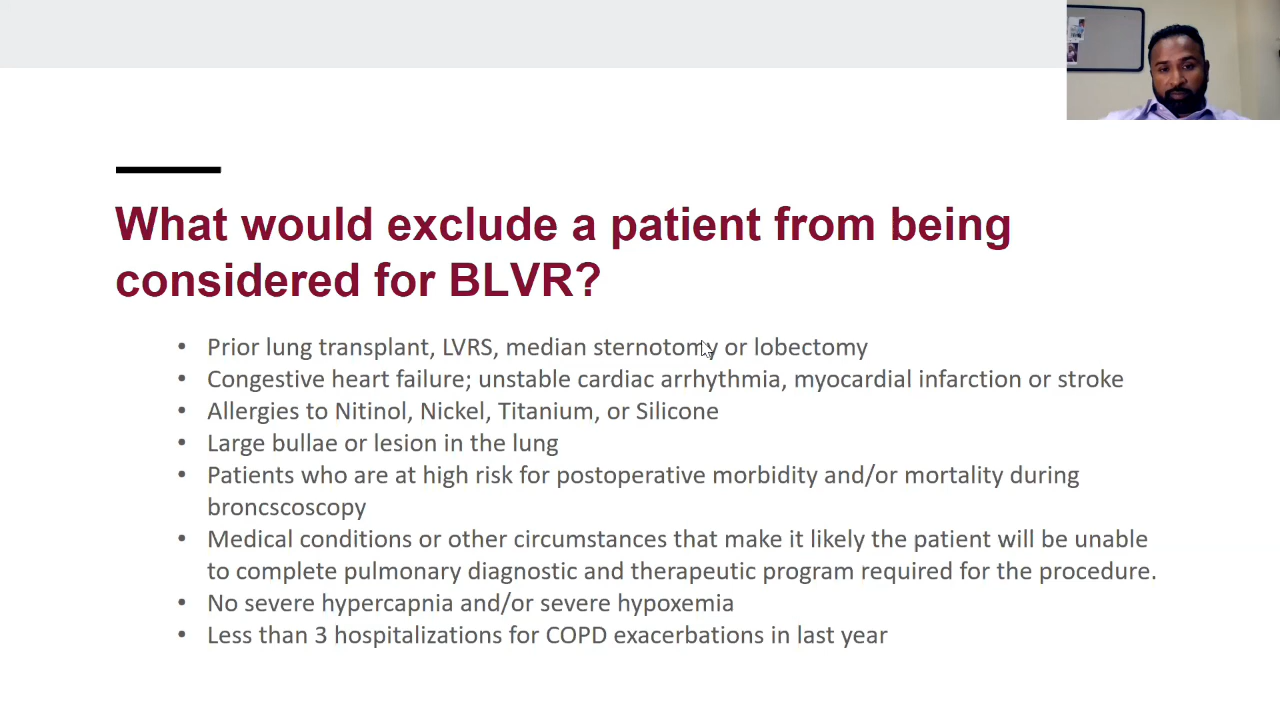 What would exclude a patient from being
considered for BLVR?
• Prior lung transplant, LVRS, median sternotomy or lobectomy
• Congestive heart failure; unstable cardiac arrhythmia, myocardial infarction or stroke
• Allergies to Nitinol, Nickel, Titanium, or Silicone
• Large bullae or lesion in the lung
• Patients who are at high risk for postoperative morbidity and/or mortality during
broncscoscopy
• Medical conditions or other circumstances that make it likely the patient will be unable
to complete pulmonary diagnostic and therapeutic program required for the procedure.
• No severe hypercapnia and/or severe hypoxemia
• Less than 3 hospitalizations for COPD exacerbations in last year